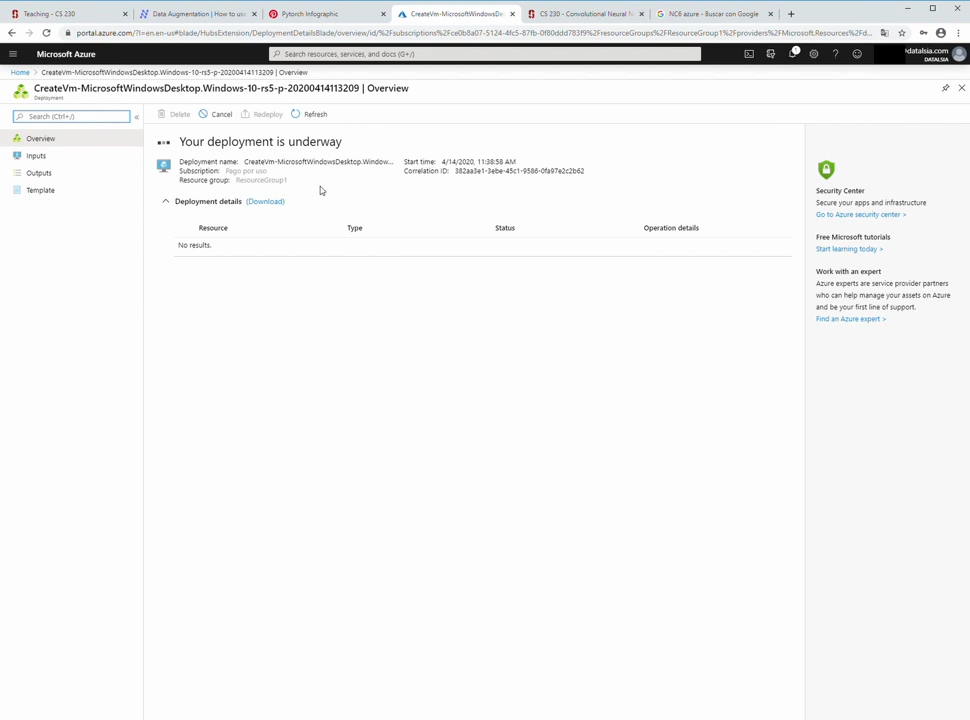 Teaching - CS 230
Data Augmentation | How to use
Pytorch Infographic
CreateVm-MicrosoftWindowsDe
CS 230 - Convolutional Neural N
NC6 azure - Buscar con Google
portal.azure.com/?l=en.en-us#blade/HubsExtension/DeploymentDetailsBlade/overview/id/%2Fsubscriptions%2Fce0b8a07-5124-4fc5-87fb-0f80ddd783f9%2FresourceGroups%2FResourceGroup1%2Fproviders%2FMicrosoft.Resources%2Fd...
Microsoft Azure
Search resources, services, and docs (G+/)
1
datalsia.com
DATALSIA
Home > CreateVm-MicrosoftWindowsDesktop.Windows-10-rs5-p-20200414113209 | Overview
CreateVm-MicrosoftWindowsDesktop.Windows-10-rs5-p-20200414113209 | Overview
Deployment
Search (Ctrl+/)
«
Delete
Cancel
Redeploy
Refresh
Overview
Inputs
Outputs
Template
Your deployment is underway
Deployment name: CreateVm-MicrosoftWindowsDesktop.Window...
Subscription: Pago por uso
Resource group: ResourceGroup1
Start time: 4/14/2020, 11:38:58 AM
Correlation ID: 382aa3e1-3ebe-45c1-9586-0fa97e2c2b62
Deployment details (Download)
Resource Type Status Operation details
No results.
Security Center
Secure your apps and infrastructure
Go to Azure security center >
Free Microsoft tutorials
Start learning today >
Work with an expert
Azure experts are service provider partners
who can help manage your assets on Azure
and be your first line of support.
Find an Azure expert >